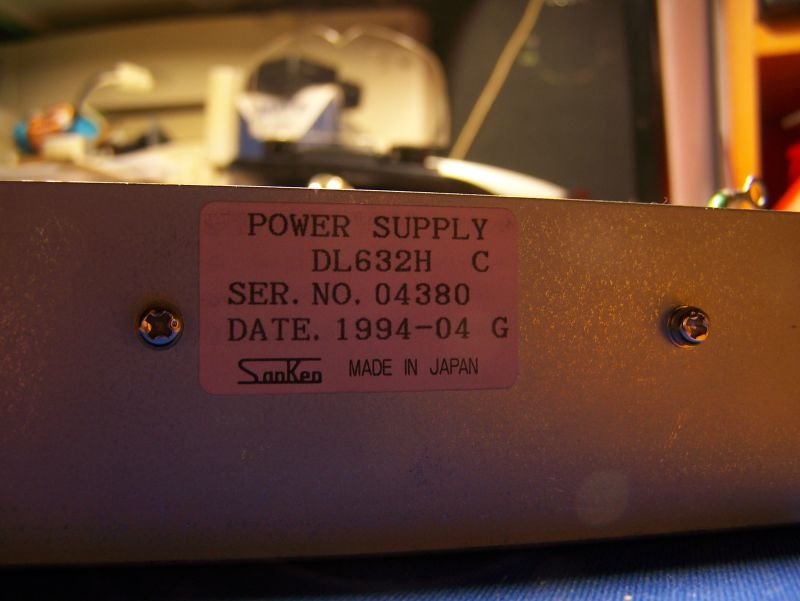 POWER SUPPLY
DL632H C
SER. NO. 04380
DATE. 1994-04 G
SanKen MADE IN JAPAN